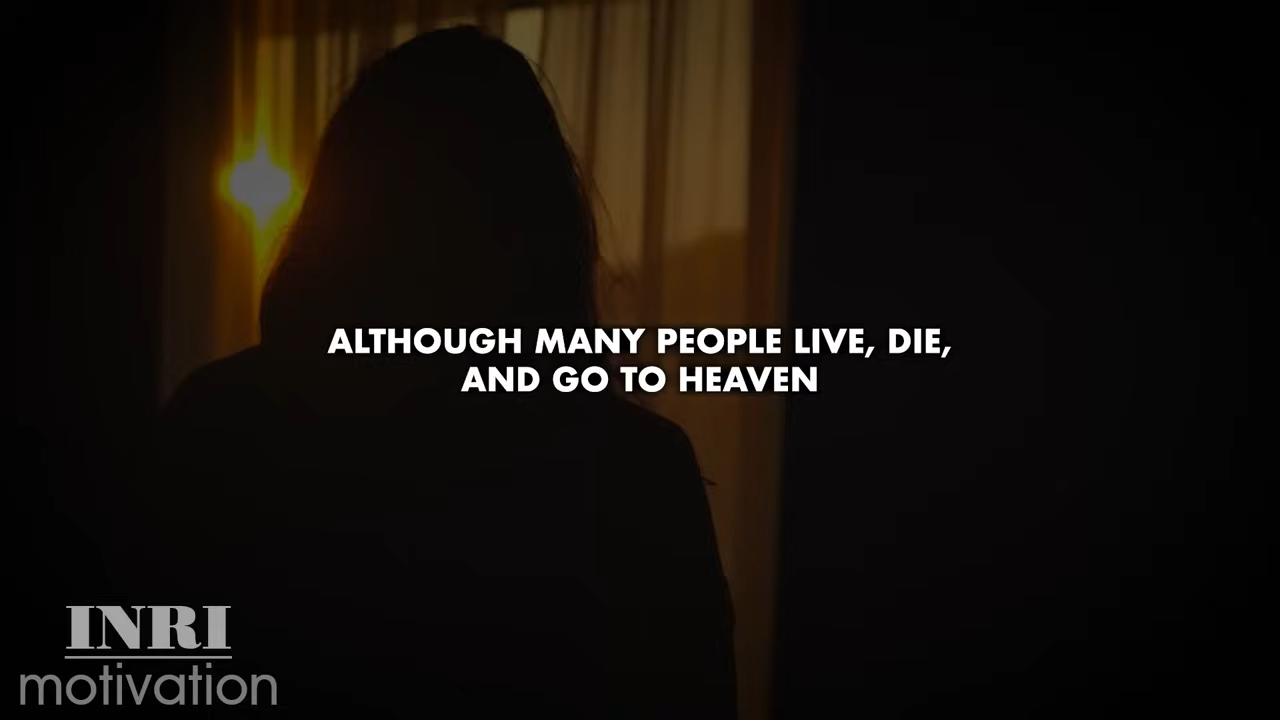 ALTHOUGH MANY PEOPLE LIVE, DIE,
AND GO TO HEAVEN
INRI
motivation